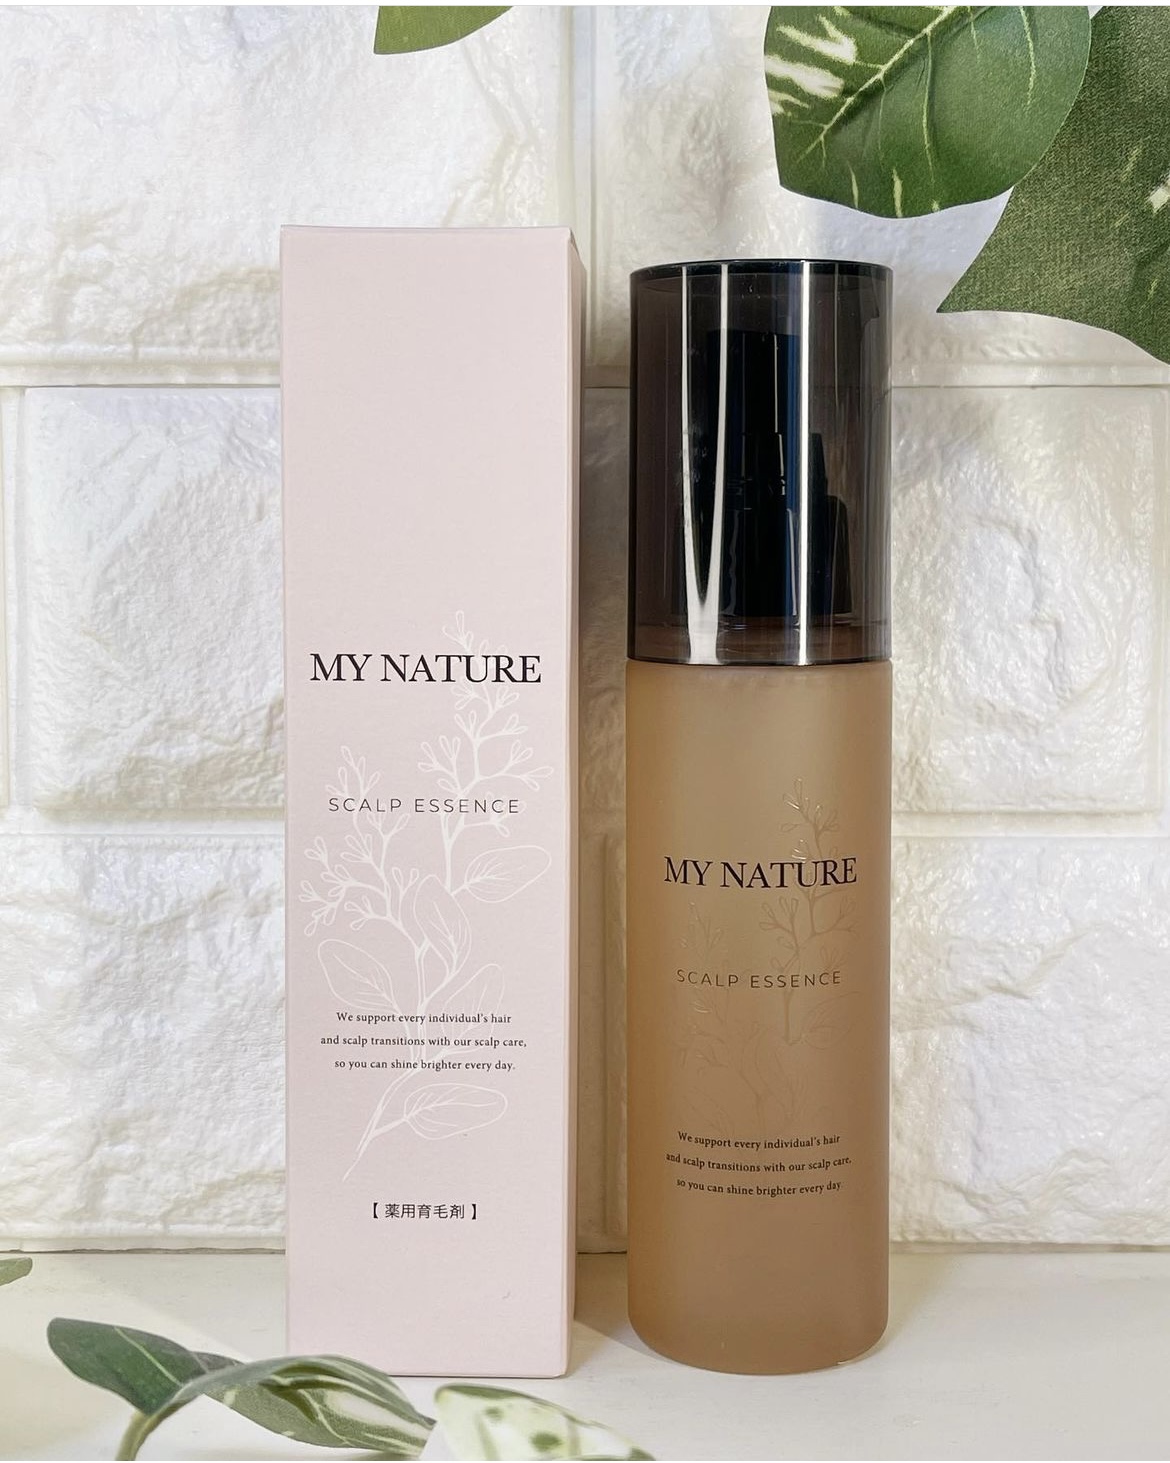 MY NATURE
SCALP ESSENCE
We support every individual's hair
and scalp transitions with our scalp care,
so you can shine brighter every day.
【 薬用育毛剤 】
MY NATURE
SCALP ESSENCE
We support every individual's hair
and scalp transitions with our scalp care,
so you can shine brighter every day.